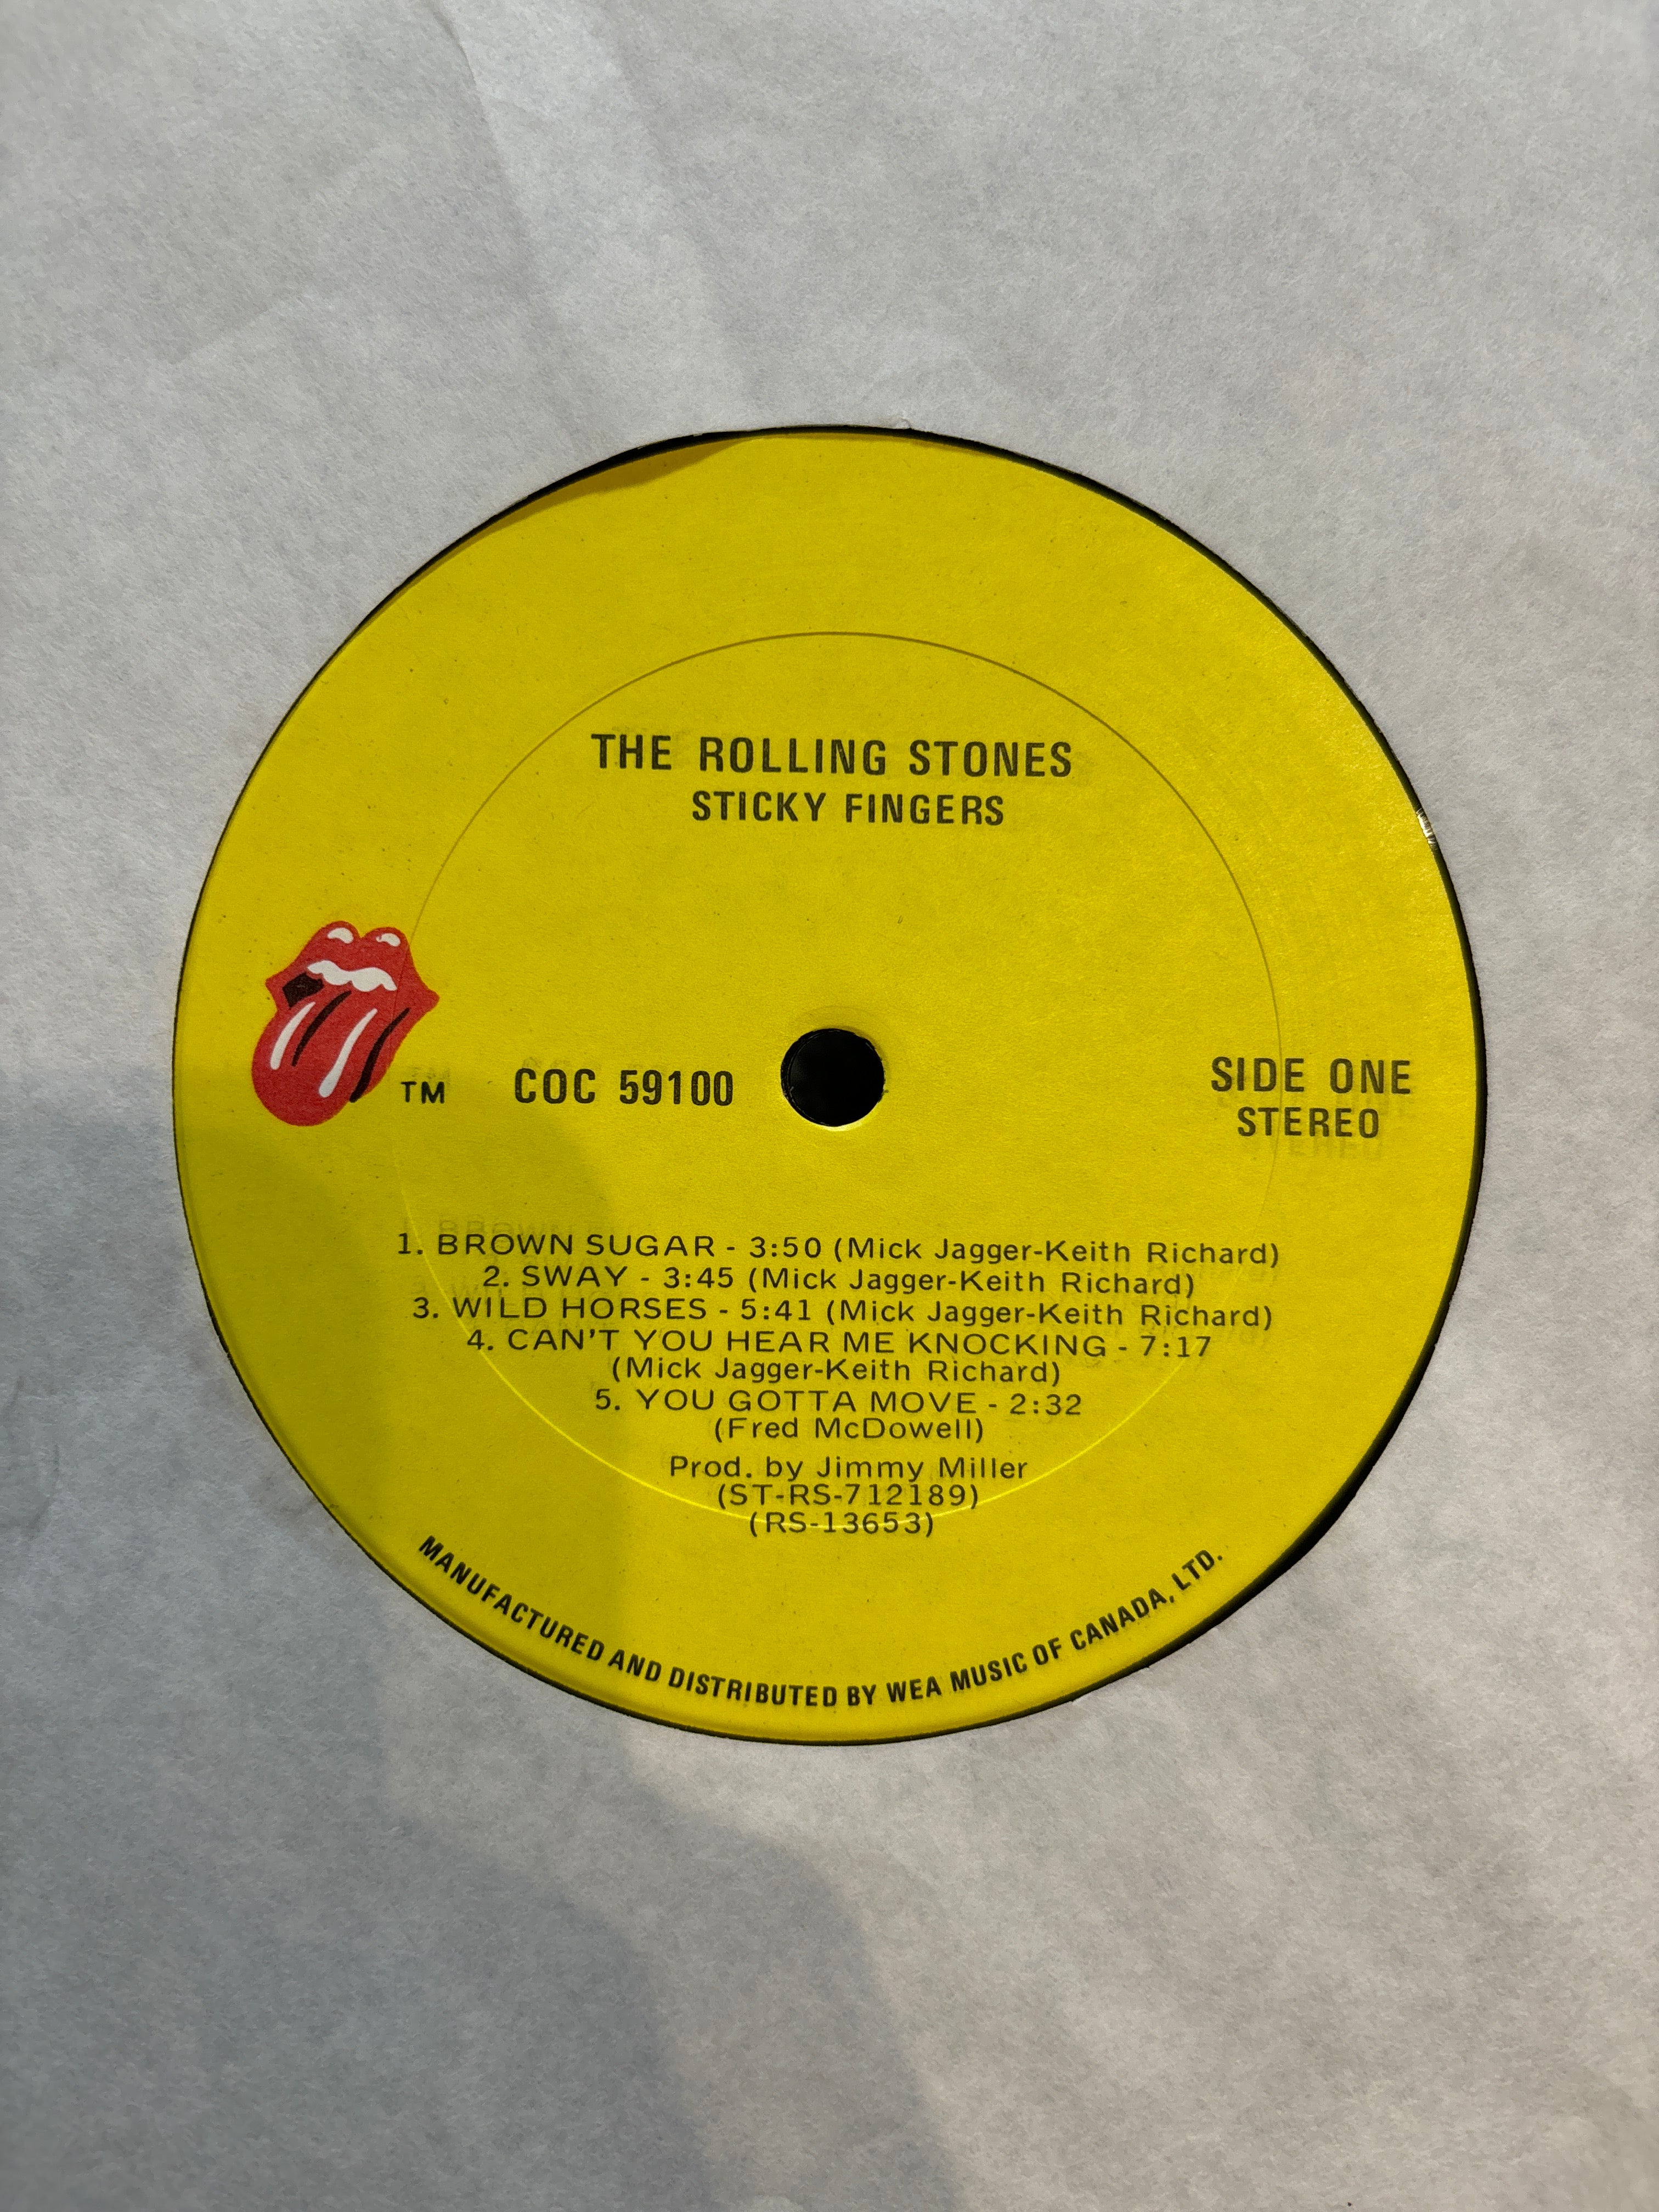 THE ROLLING STONES
STICKY FINGERS
TM
COC 59100
SIDE ONE
STEREO
1. BROWN SUGAR - 3:50 (Mick Jagger-Keith Richard)
2. SWAY - 3:45 (Mick Jagger-Keith Richard)
3. WILD HORSES - 5:41 (Mick Jagger-Keith Richard)
4. CAN'T YOU HEAR ME KNOCKING - 7:17
(Mick Jagger-Keith Richard)
5. YOU GOTTA MOVE - 2:32
(Fred McDowell)
Prod. by Jimmy Miller
(ST-RS-712189)
(RS-13653)
MANUFACTURED AND DISTRIBUTED BY WEA MUSIC OF CANADA, LTD.